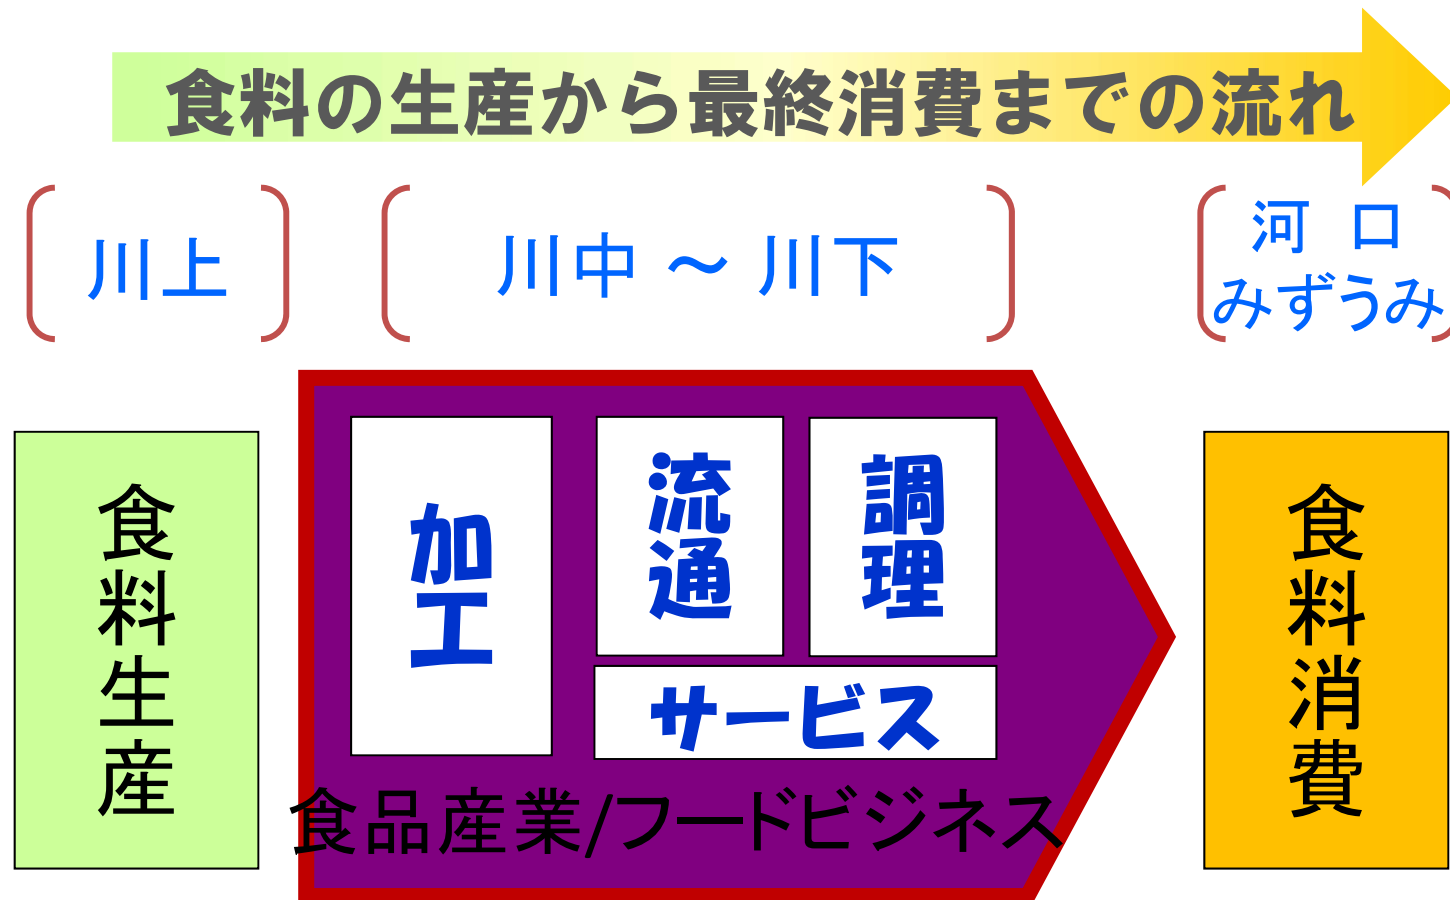 食料の生産から最終消費までの流れ
川上
川中 ～ 川下
河 口
みずうみ
食料生産
加工
流通
調理
サービス
食品産業/フードビジネス
食料消費